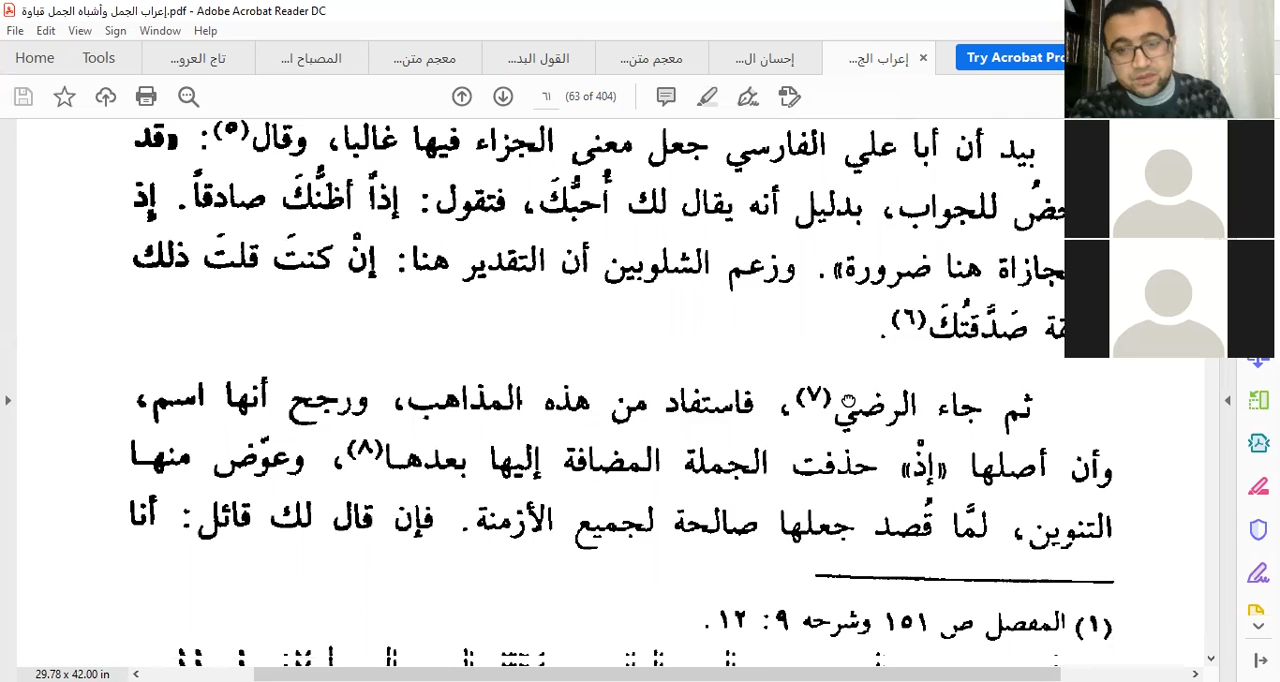 إعراب الجمل وأشباه الجمل قباوة.pdf - Adobe Acrobat Reader DC
File Edit View Sign Window Help
Home Tools تاج العرو... المصباح ا... معجم متن... القول البد... معجم متن... إحسان ال... إعراب الج... × Try Acrobat Pro
٦١ (63 of 404)
بيد أن أبا علي الفارسي جعل معنى الجزاء فيها غالبا، وقال(٥): «قد
للجواب، بدليل أنه يقال لك أُحبُّكَ، فتقول: إذاً أظنُّكَ صادقاً. إذ
هنا ضرورة». وزعم الشلوبين أن التقدير هنا: إنْ كنتَ قلتَ ذلك
صَدَّقتُكَ(٦).
ثم جاء الرضي(٧)، فاستفاد من هذه المذاهب، ورجح أنها اسم،
وأن أصلها «إذْ» حذفت الجملة المضافة إليها بعدها(٨)، وعوّض منها
التنوين، لمَّا قُصد جعلها صالحة لجميع الأزمنة. فإن قال لك قائل: أنا
(١) المفصل ص ١٥١ وشرحه ٩: ١٢.
29.78 x 42.00 in